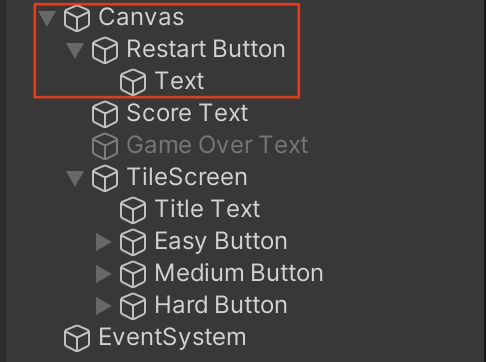 Canvas
Restart Button
Text
Score Text
Game Over Text
TileScreen
Title Text
Easy Button
Medium Button
Hard Button
EventSystem